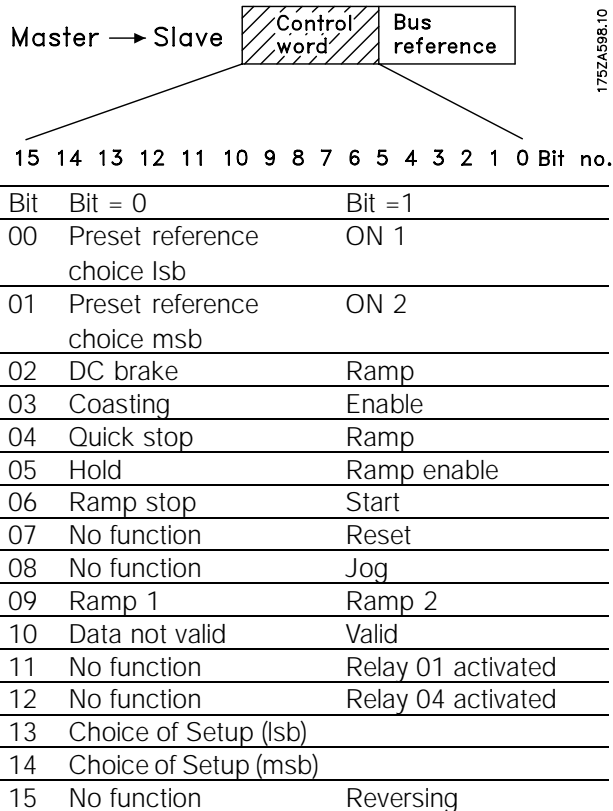 Master → Slave Control word Bus reference
175ZA598.10
15 14 13 12 11 10 9 8 7 6 5 4 3 2 1 0 Bit no.
Bit Bit = 0 Bit =1
00 Preset reference ON 1
choice lsb
01 Preset reference ON 2
choice msb
02 DC brake Ramp
03 Coasting Enable
04 Quick stop Ramp
05 Hold Ramp enable
06 Ramp stop Start
07 No function Reset
08 No function Jog
09 Ramp 1 Ramp 2
10 Data not valid Valid
11 No function Relay 01 activated
12 No function Relay 04 activated
13 Choice of Setup (lsb)
14 Choice of Setup (msb)
15 No function Reversing